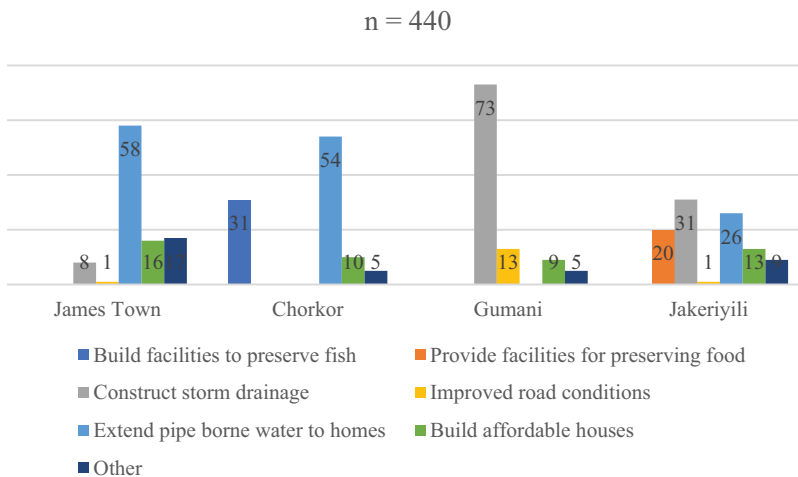 n = 440
73
58
54
31
31
26
20
8 1
16
10 5
13
9 5
1
13
9
James Town
Chorkor
Gumani
Jakeriyili
Build facilities to preserve fish
Provide facilities for preserving food
Construct storm drainage
Improved road conditions
Extend pipe borne water to homes
Build affordable houses
Other